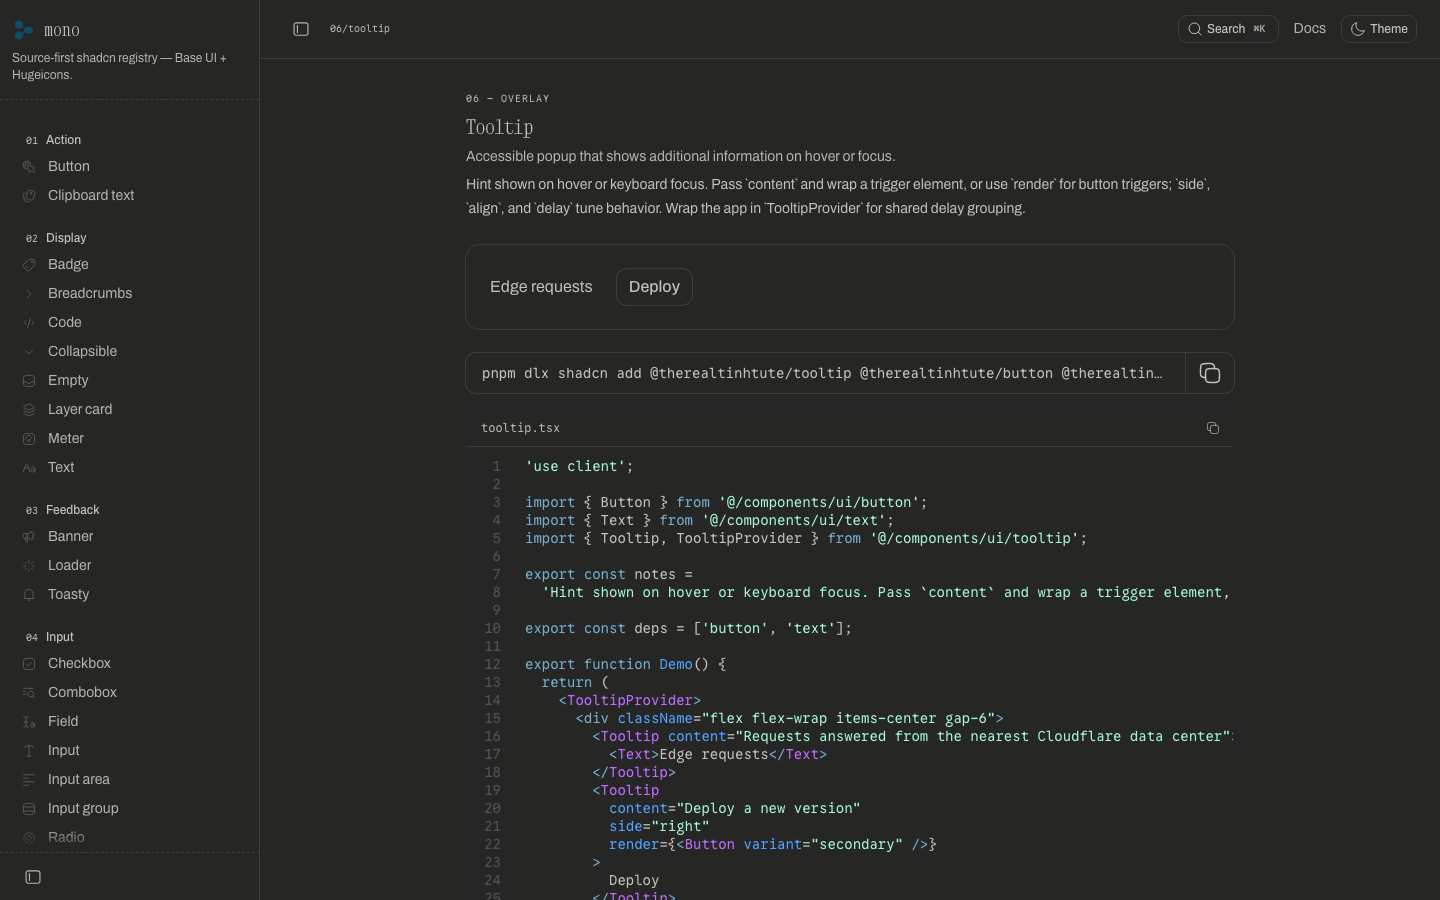 mono
Source-first shadcn registry — Base UI +
Hugeicons.
01 Action
Button
Clipboard text
02 Display
Badge
Breadcrumbs
Code
Collapsible
Empty
Layer card
Meter
Text
03 Feedback
Banner
Loader
Toasty
04 Input
Checkbox
Combobox
Field
Input
Input area
Input group
Radio
06/tooltip
Search ⌘K
Docs
Theme
06 — OVERLAY
Tooltip
Accessible popup that shows additional information on hover or focus.
Hint shown on hover or keyboard focus. Pass `content` and wrap a trigger element, or use `render` for button triggers; `side`,
`align`, and `delay` tune behavior. Wrap the app in `TooltipProvider` for shared delay grouping.
Edge requests
Deploy
pnpm dlx shadcn add @therealtinhtute/tooltip @therealtinhtute/button @therealtin…
tooltip.tsx
1 'use client';
2
3 import { Button } from '@/components/ui/button';
4 import { Text } from '@/components/ui/text';
5 import { Tooltip, TooltipProvider } from '@/components/ui/tooltip';
6
7 export const notes =
8 'Hint shown on hover or keyboard focus. Pass `content` and wrap a trigger element,
9
10 export const deps = ['button', 'text'];
11
12 export function Demo() {
13 return (
14 <TooltipProvider>
15 <div className="flex flex-wrap items-center gap-6">
16 <Tooltip content="Requests answered from the nearest Cloudflare data center"
17 <Text>Edge requests</Text>
18 </Tooltip>
19 <Tooltip
20 content="Deploy a new version"
21 side="right"
22 render={<Button variant="secondary" />}
23 >
24 Deploy
25 </Tooltip>